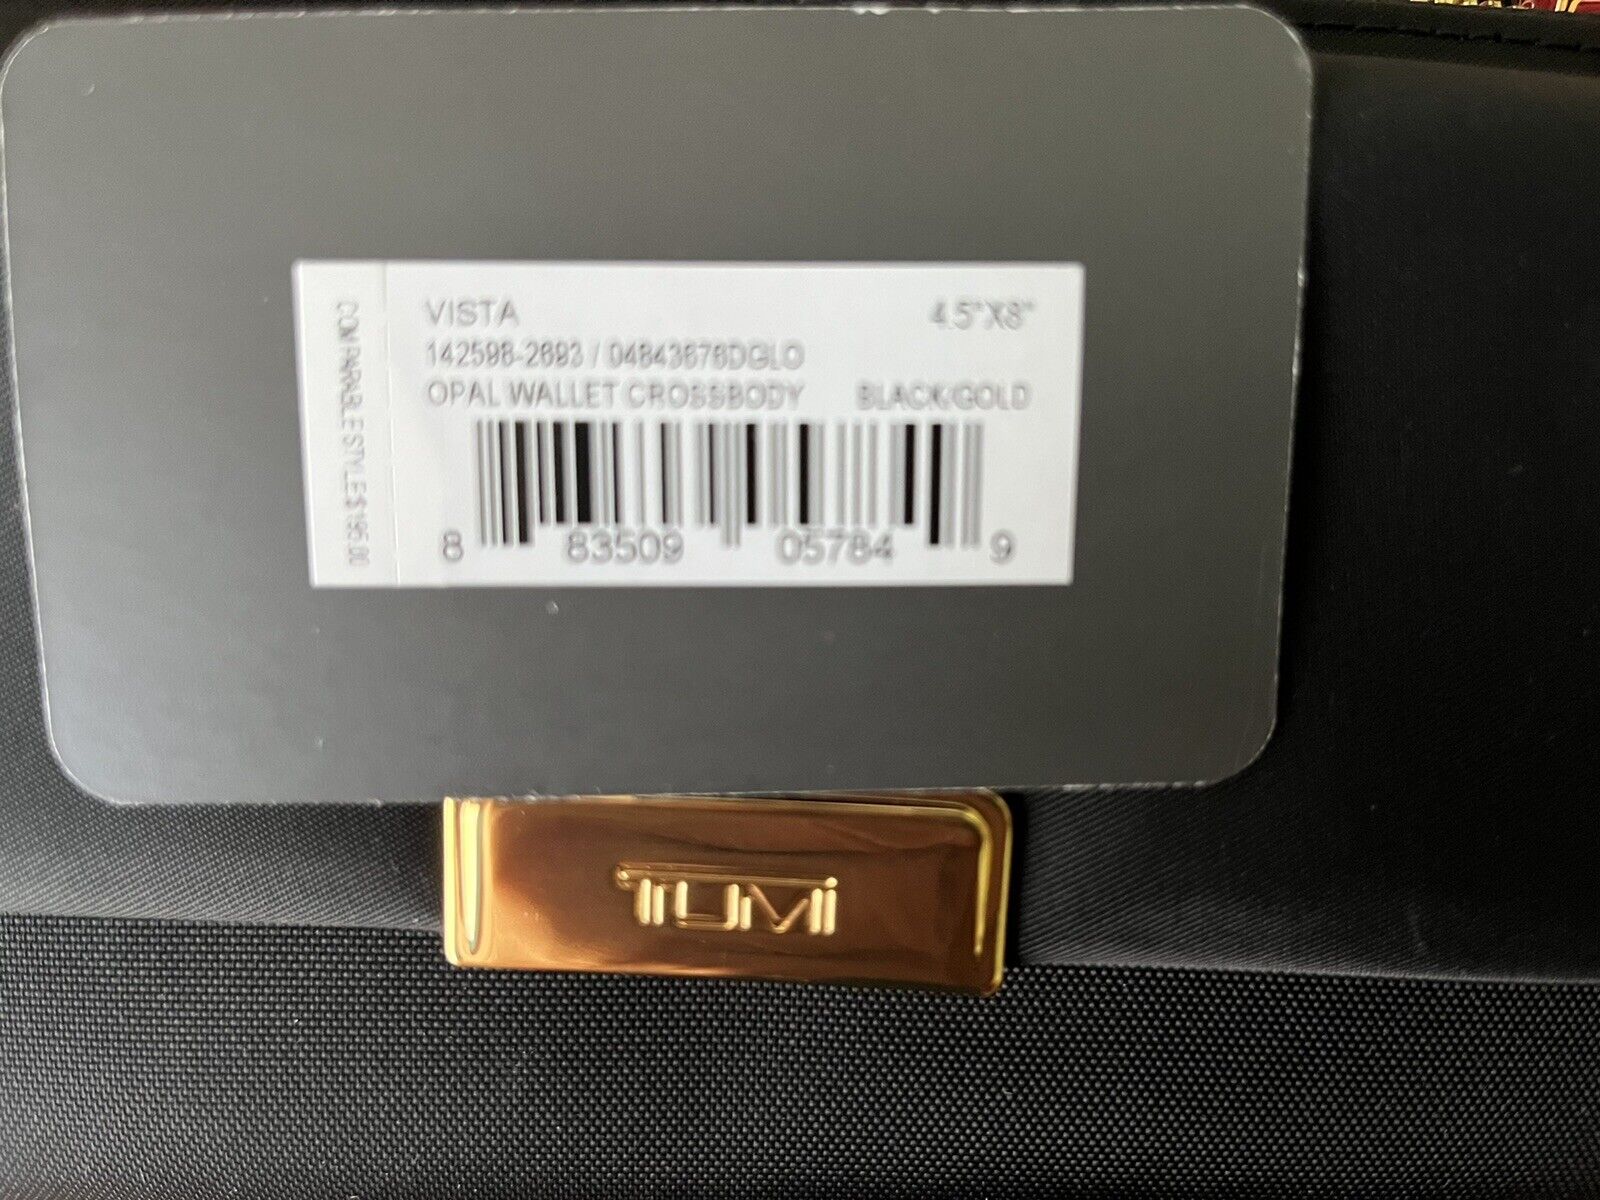 VISTA 4.5"X8"
142598-2693 / 04843676DGLO
OPAL WALLET CROSSBODY BLACK/GOLD
8 83509 05784 9
COMPARABLE STYLE $195.00
TUMI